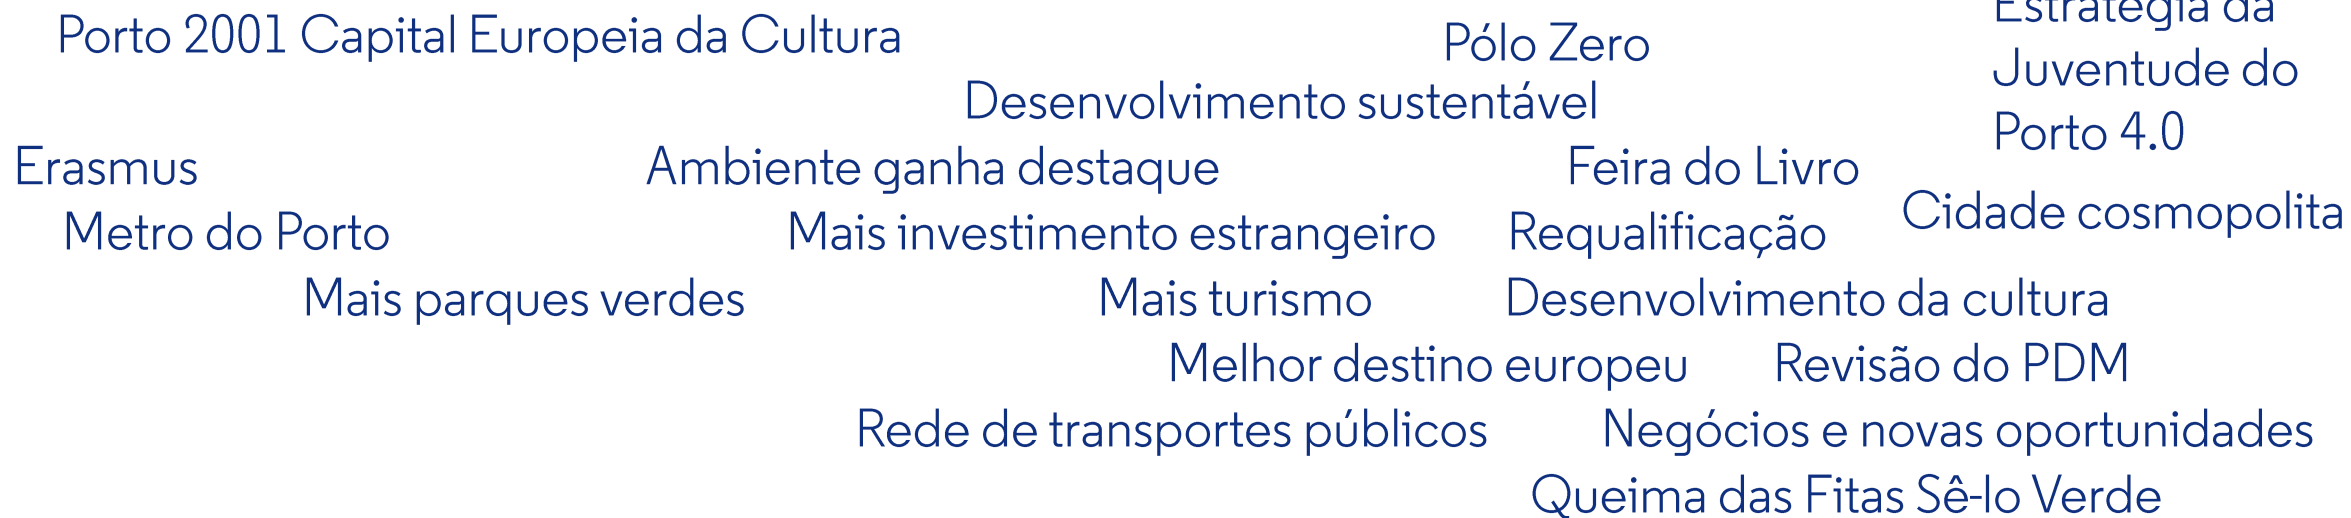 Porto 2001 Capital Europeia da Cultura
Pólo Zero
Estratégia da
Juventude do
Porto 4.0
Desenvolvimento sustentável
Erasmus
Ambiente ganha destaque
Feira do Livro
Cidade cosmopolita
Metro do Porto
Mais investimento estrangeiro
Requalificação
Mais parques verdes
Mais turismo
Desenvolvimento da cultura
Melhor destino europeu
Revisão do PDM
Rede de transportes públicos
Negócios e novas oportunidades
Queima das Fitas Sê-lo Verde